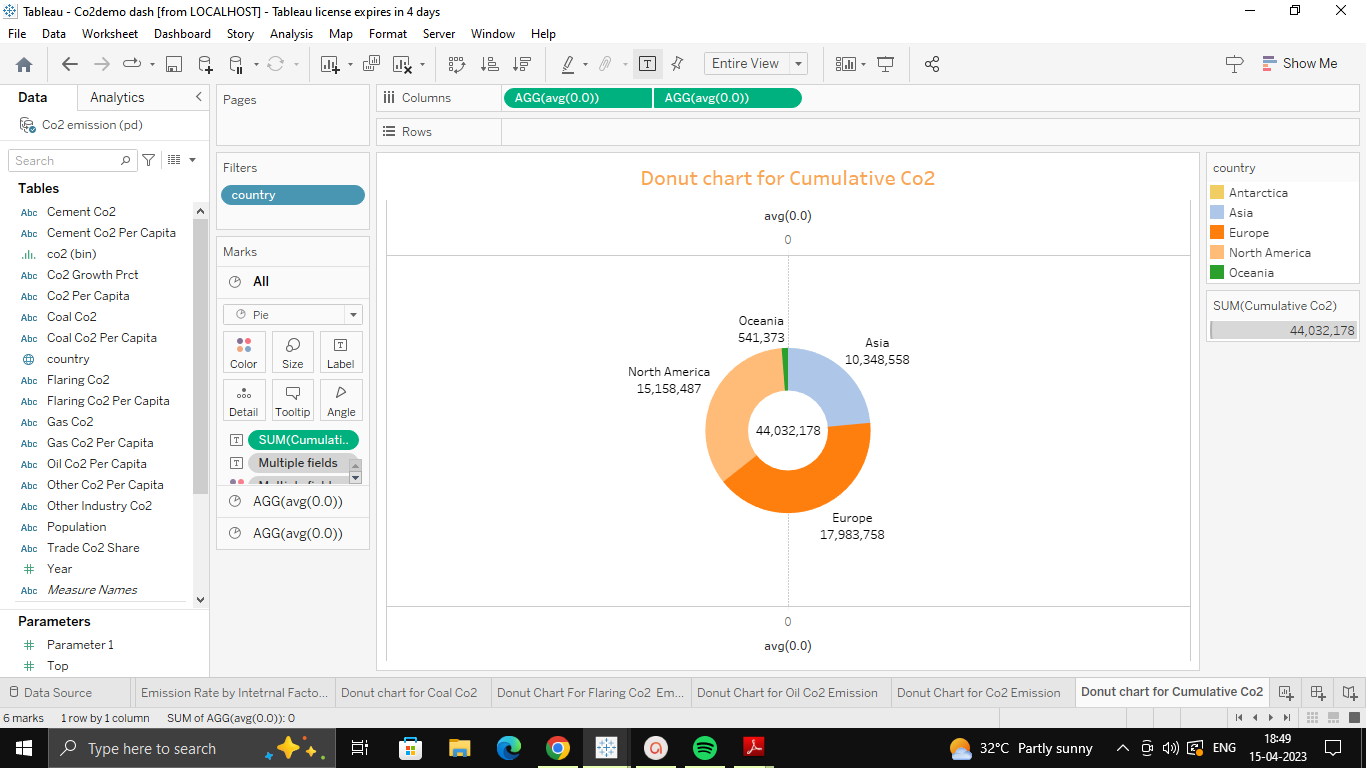 Tableau - Co2demo dash [from LOCALHOST] - Tableau license expires in 4 days
File Data Worksheet Dashboard Story Analysis Map Format Server Window Help
Entire View
Show Me
Data Analytics
Co2 emission (pd)
Search
Tables
Abc Cement Co2
Abc Cement Co2 Per Capita
co2 (bin)
Abc Co2 Growth Prct
Abc Co2 Per Capita
Abc Coal Co2
Abc Coal Co2 Per Capita
country
Abc Flaring Co2
Abc Flaring Co2 Per Capita
Abc Gas Co2
Abc Gas Co2 Per Capita
Abc Oil Co2 Per Capita
Abc Other Co2 Per Capita
Abc Other Industry Co2
Abc Population
Abc Trade Co2 Share
# Year
Abc Measure Names
Parameters
# Parameter 1
# Top
Pages
Filters
country
Marks
All
Pie
Color Size Label
Detail Tooltip Angle
SUM(Cumulati..
Multiple fields
AGG(avg(0.0))
AGG(avg(0.0))
Columns AGG(avg(0.0)) AGG(avg(0.0))
Rows
Donut chart for Cumulative Co2
avg(0.0)
0
Oceania
541,373
Asia
10,348,558
North America
15,158,487
44,032,178
Europe
17,983,758
0
avg(0.0)
country
Antarctica
Asia
Europe
North America
Oceania
SUM(Cumulative Co2)
44,032,178
Data Source Emission Rate by Intetrnal Facto... Donut chart for Coal Co2 Donut Chart For Flaring Co2 Em... Donut Chart for Oil Co2 Emission Donut Chart for Co2 Emission Donut chart for Cumulative Co2
6 marks 1 row by 1 column SUM of AGG(avg(0.0)): 0
Type here to search
32°C Partly sunny
ENG
18:49
15-04-2023